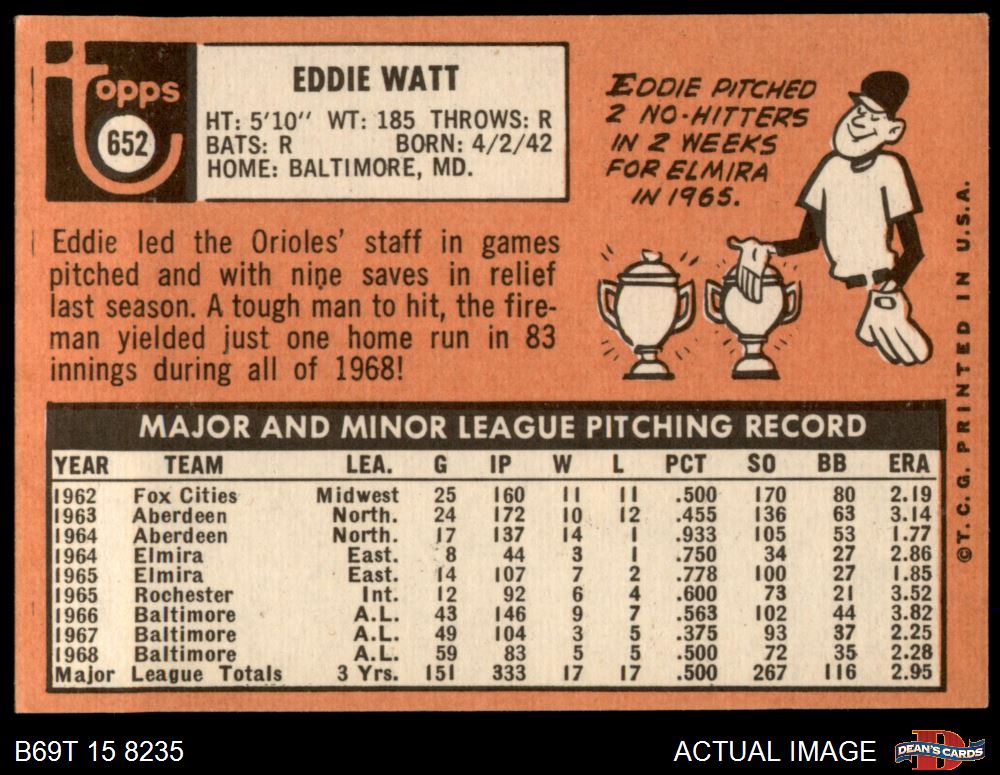 topps
652
EDDIE WATT
HT: 5'10" WT: 185 THROWS: R
BATS: R BORN: 4/2/42
HOME: BALTIMORE, MD.
EDDIE PITCHED
2 NO-HITTERS
IN 2 WEEKS
FOR ELMIRA
IN 1965.
Eddie led the Orioles' staff in games
pitched and with nine saves in relief
last season. A tough man to hit, the fire-
man yielded just one home run in 83
innings during all of 1968!
MAJOR AND MINOR LEAGUE PITCHING RECORD
YEAR TEAM LEA. G IP W L PCT SO BB ERA
1962 Fox Cities Midwest 25 160 11 11 .500 170 80 2.19
1963 Aberdeen North. 24 172 10 12 .455 136 63 3.14
1964 Aberdeen North. 17 137 14 1 .933 105 53 1.77
1964 Elmira East. 8 44 3 1 .750 34 27 2.86
1965 Elmira East. 14 107 7 2 .778 100 27 1.85
1965 Rochester Int. 12 92 6 4 .600 73 21 3.52
1966 Baltimore A.L. 43 146 9 7 .563 102 44 3.82
1967 Baltimore A.L. 49 104 3 5 .375 93 37 2.25
1968 Baltimore A.L. 59 83 5 5 .500 72 35 2.28
Major League Totals 3 Yrs. 151 333 17 17 .500 267 116 2.95
©T.C.G. PRINTED IN U.S.A.
B69T 15 8235
ACTUAL IMAGE
DEAN'S CARDS